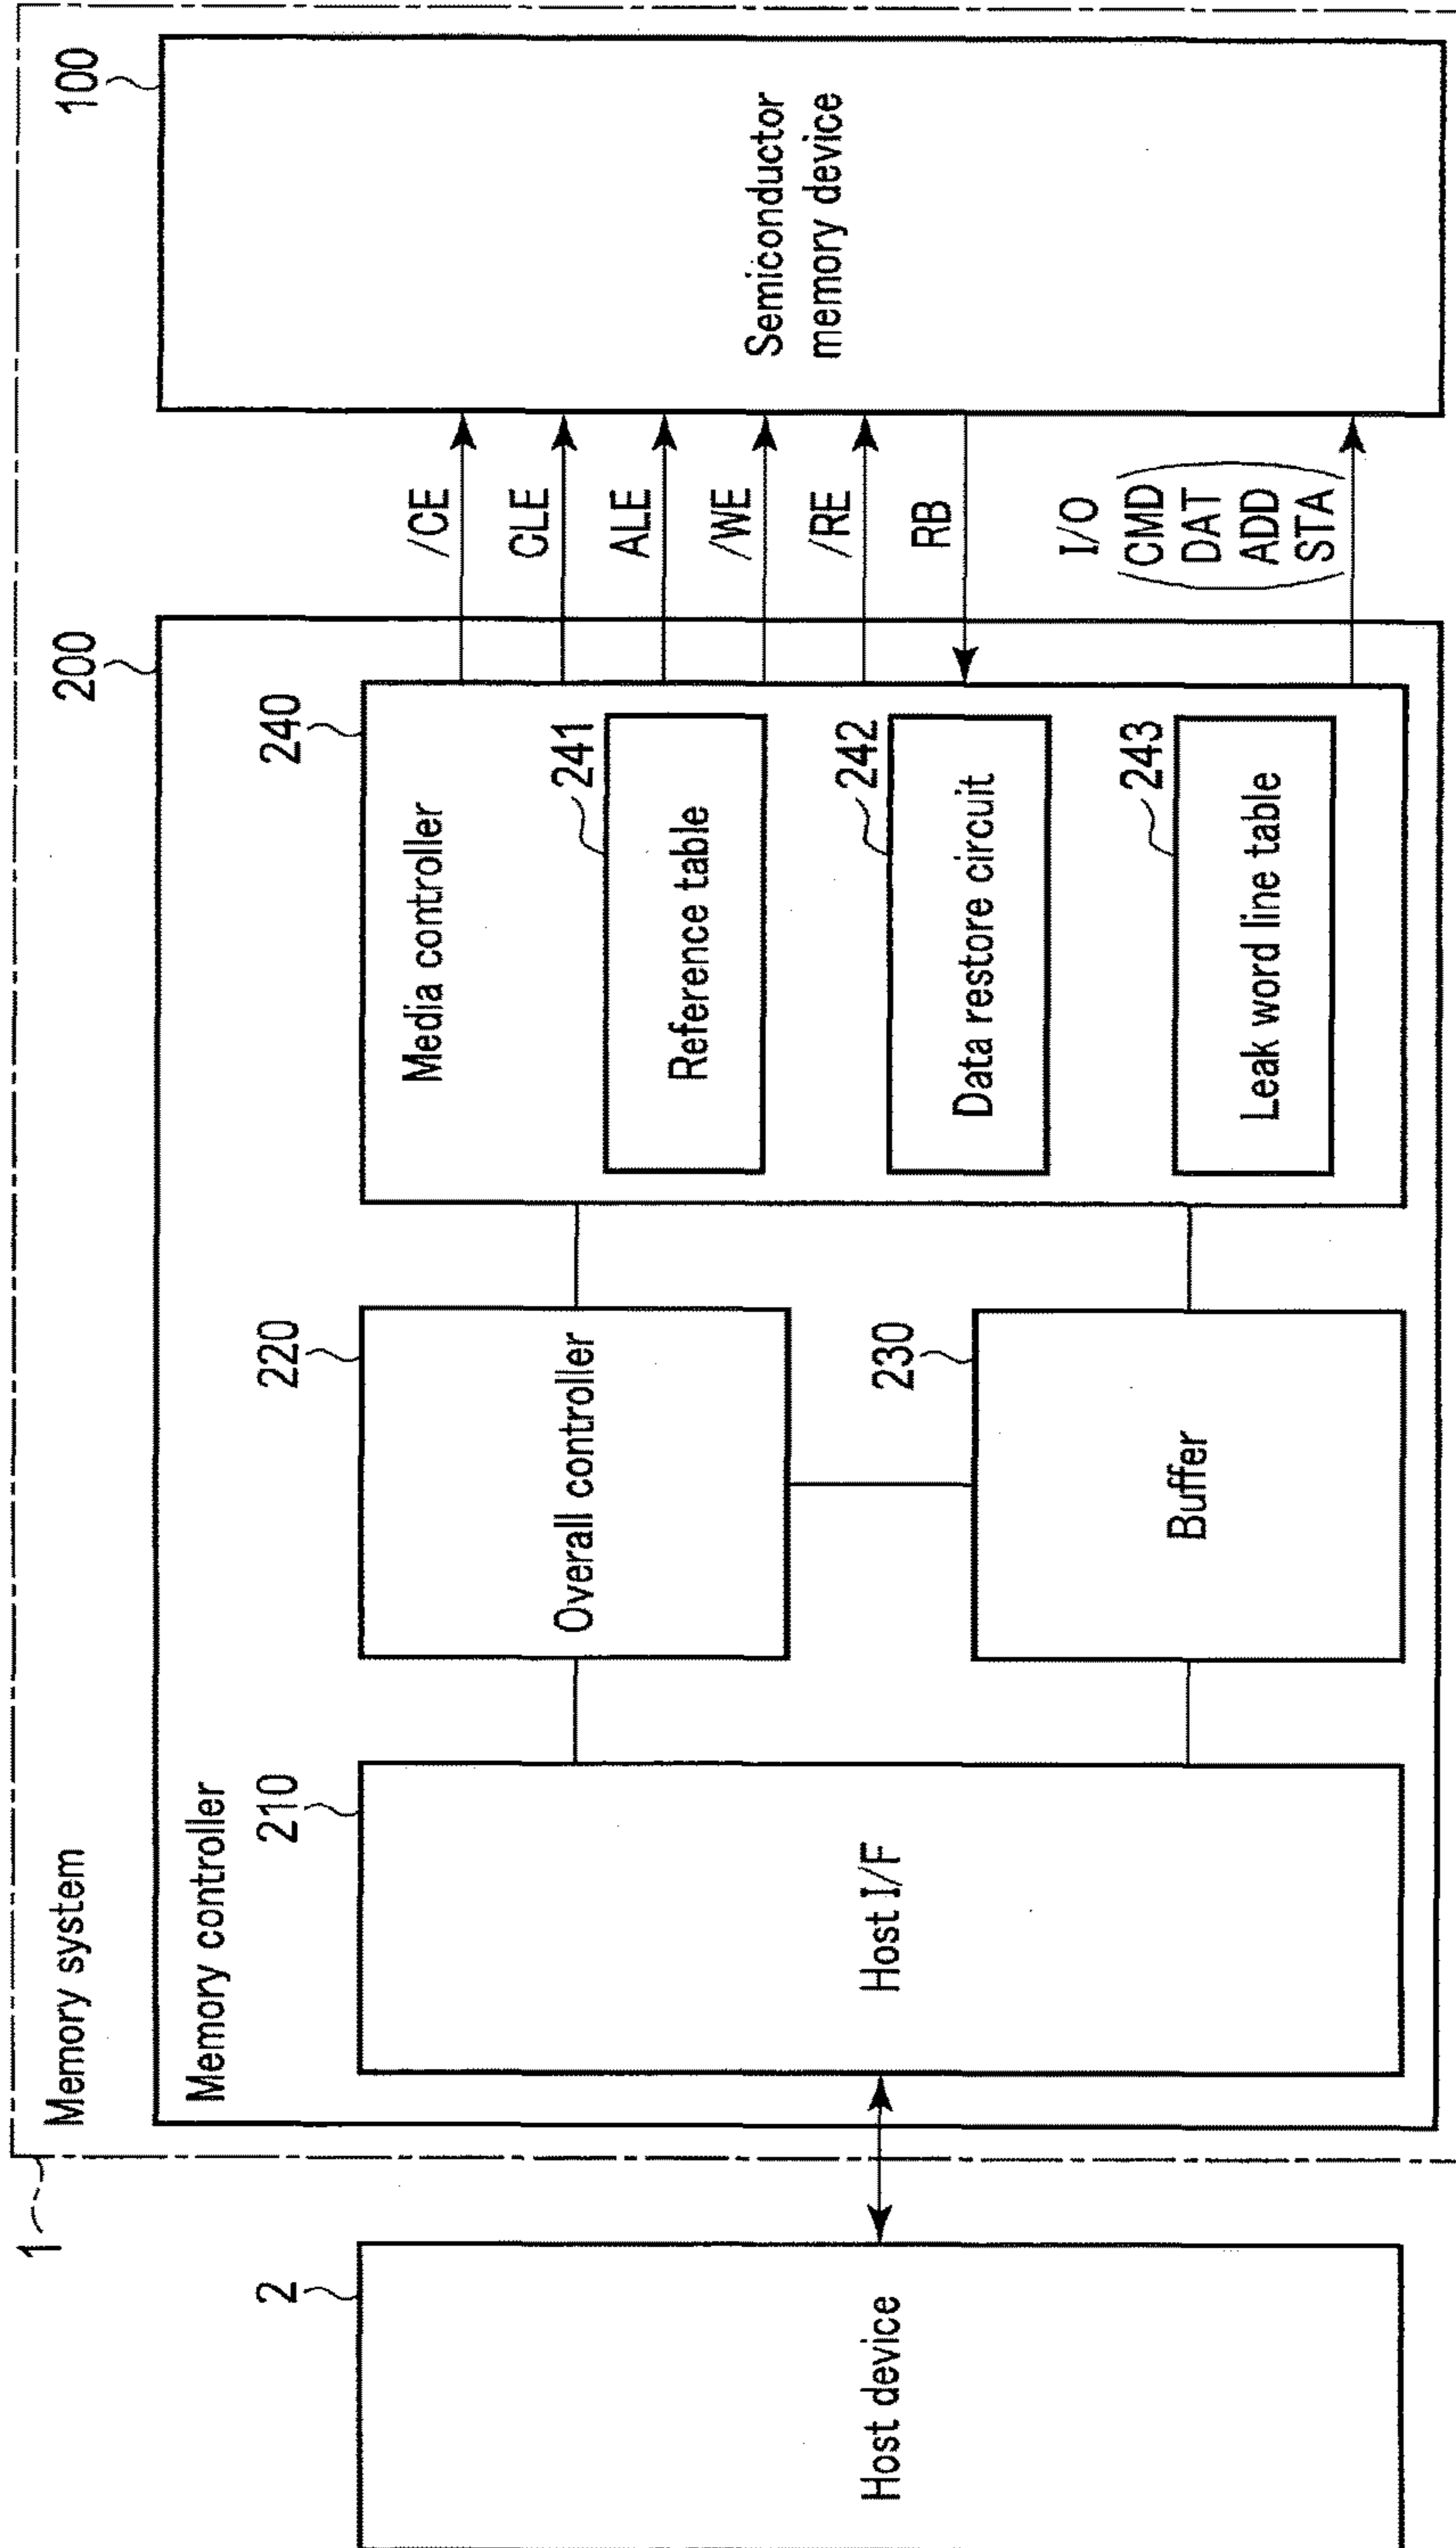 1
Memory system
2
Host device
Memory controller
200
210
Host I/F
220
Overall controller
230
Buffer
240
Media controller
241
Reference table
242
Data restore circuit
243
Leak word line table
/CE
CLE
ALE
/WE
/RE
RB
I/O
CMD
DAT
ADD
STA
100
Semiconductor
memory device